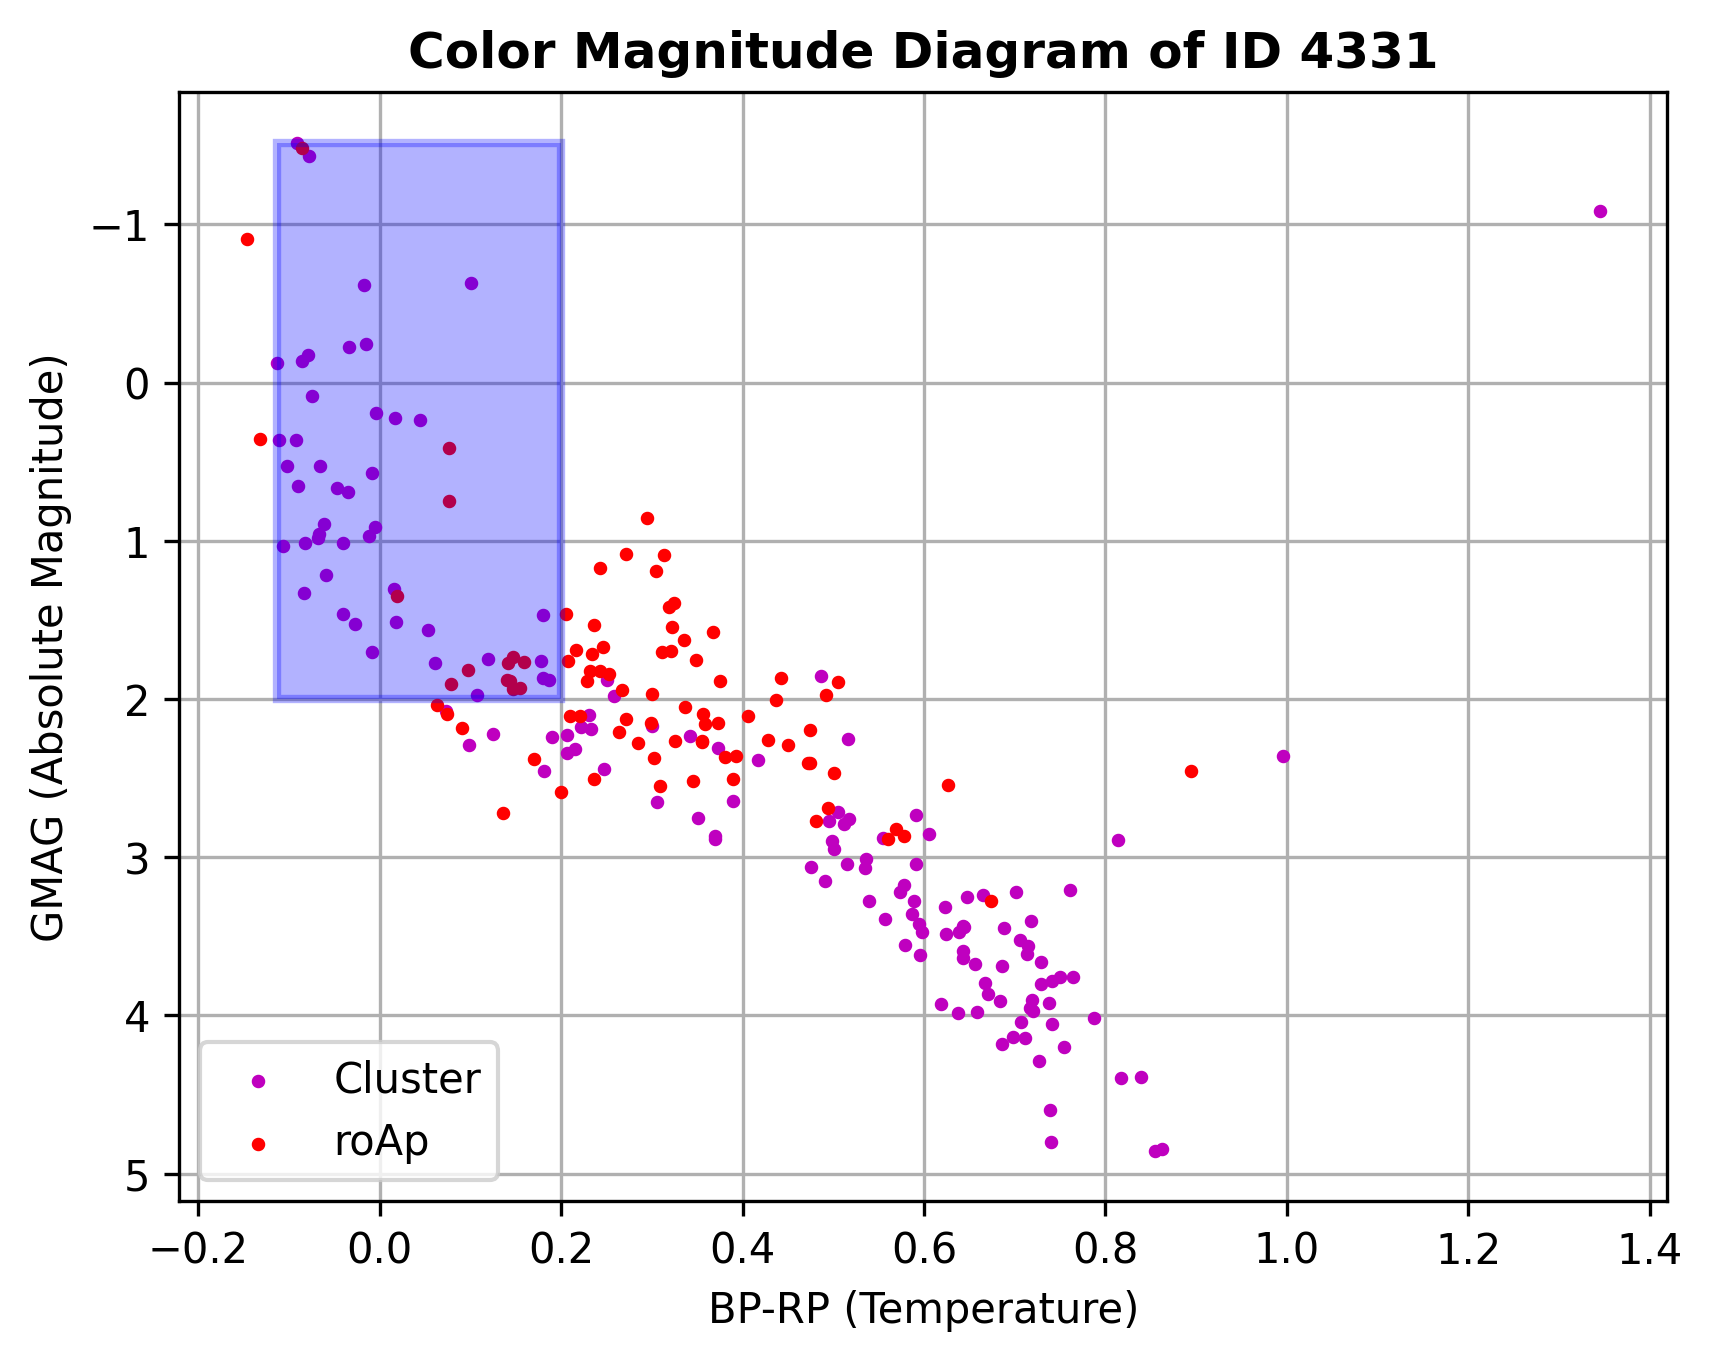 Color Magnitude Diagram of ID 4331
GMAG (Absolute Magnitude)
−1
0
1
2
3
4
5
Cluster
roAp
−0.2 0.0 0.2 0.4 0.6 0.8 1.0 1.2 1.4
BP-RP (Temperature)